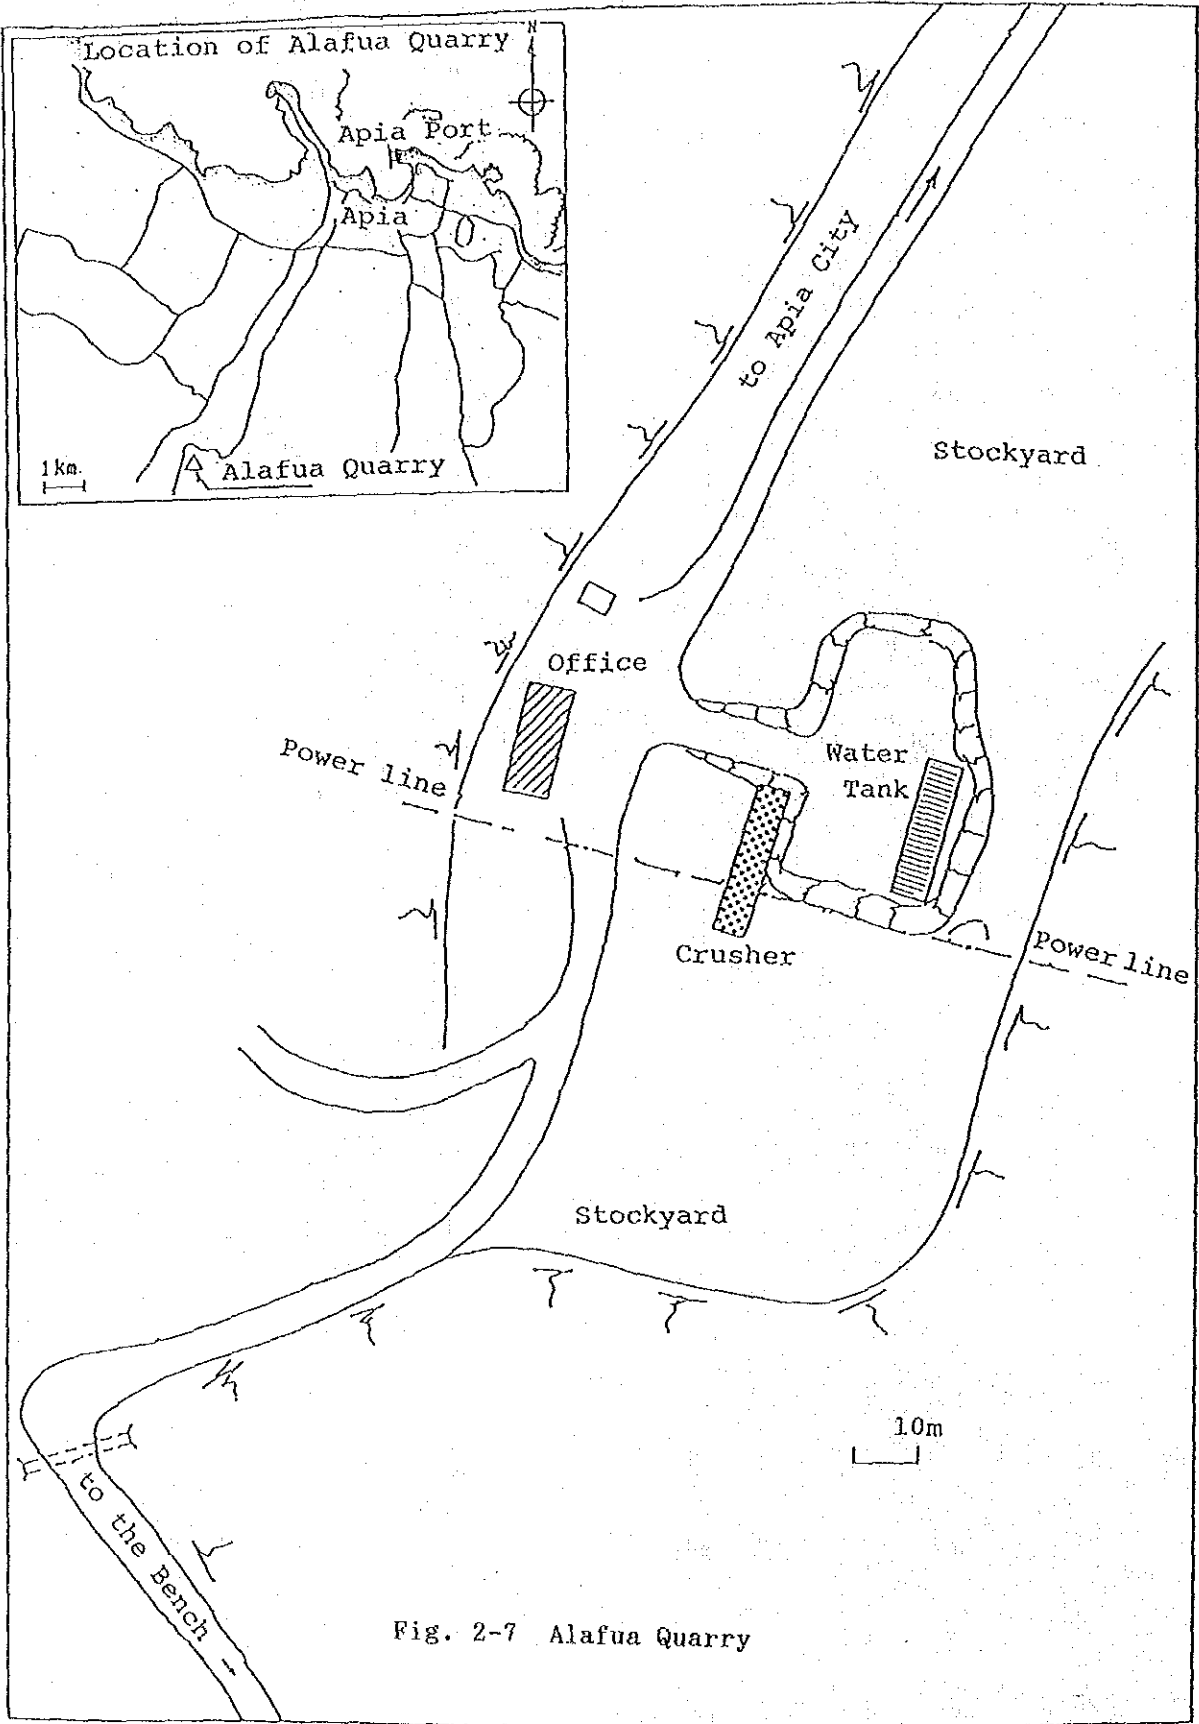 Location of Alafua Quarry
N
Apia Port
Apia
1km.
Alafua Quarry
to Apia City
Stockyard
Office
Power line
Water
Tank
Crusher
Power line
Stockyard
10m
to the Bench
Fig. 2-7 Alafua Quarry